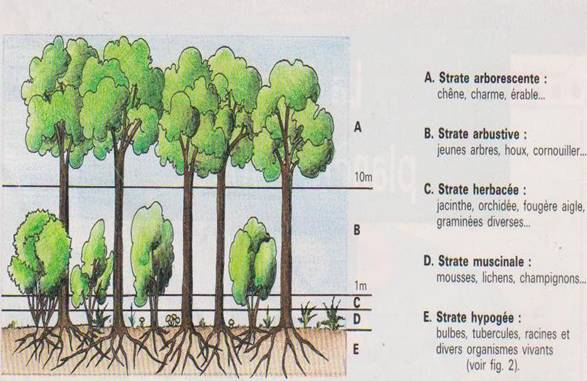 A
10m
B
1m
C
D
E
A. Strate arborescente :
chêne, charme, érable...
B. Strate arbustive :
jeunes arbres, houx, cornouiller...
C. Strate herbacée :
jacinthe, orchidée, fougère aigle,
graminées diverses...
D. Strate muscinale :
mousses, lichens, champignons...
E. Strate hypogée :
bulbes, tubercules, racines et
divers organismes vivants
(voir fig. 2).